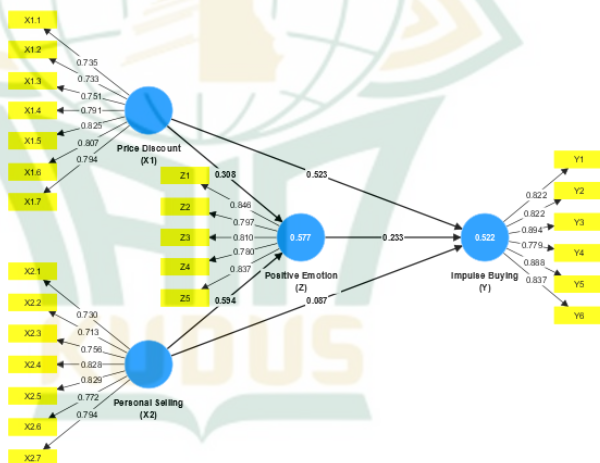 X1.1
X1.2
X1.3
X1.4
X1.5
X1.6
X1.7
0.735
0.733
0.751
0.791
0.825
0.807
0.794
Price Discount
(X1)
0.308
0.523
Z1
Z2
Z3
Z4
Z5
0.846
0.797
0.810
0.780
0.837
0.577
Positive Emotion
(Z)
0.233
0.594
0.087
0.522
Impulse Buying
(Y)
Y1
Y2
Y3
Y4
Y5
Y6
0.822
0.822
0.894
0.779
0.888
0.837
X2.1
X2.2
X2.3
X2.4
X2.5
X2.6
X2.7
0.730
0.713
0.756
0.828
0.829
0.772
0.794
Personal Selling
(X2)
KUDUS